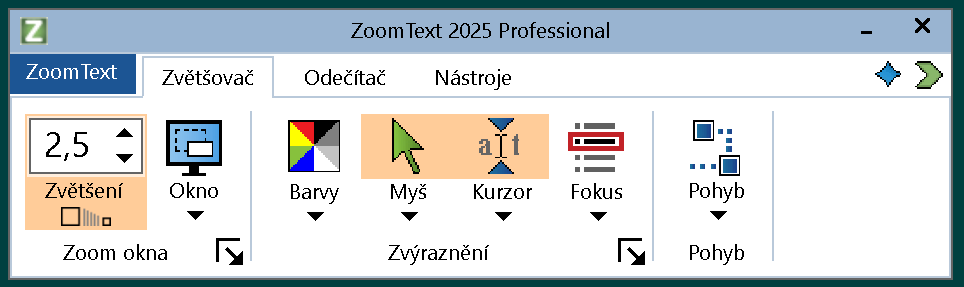 ZoomText 2025 Professional
ZoomText Zvětšovač Odečítač Nástroje
2,5
Zvětšení Okno Barvy Myš Kurzor Fokus Pohyb
Zoom okna Zvýraznění Pohyb